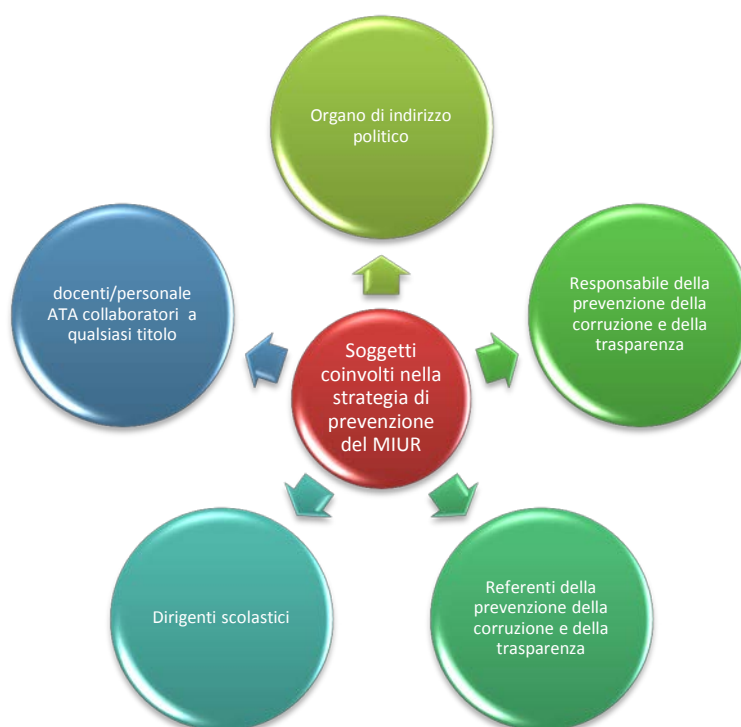 Organo di indirizzo
politico
Responsabile della
prevenzione della
corruzione e della
trasparenza
docenti/personale
ATA collaboratori a
qualsiasi titolo
Soggetti
coinvolti nella
strategia di
prevenzione
del MIUR
Dirigenti scolastici
Referenti della
prevenzione della
corruzione e della
trasparenza